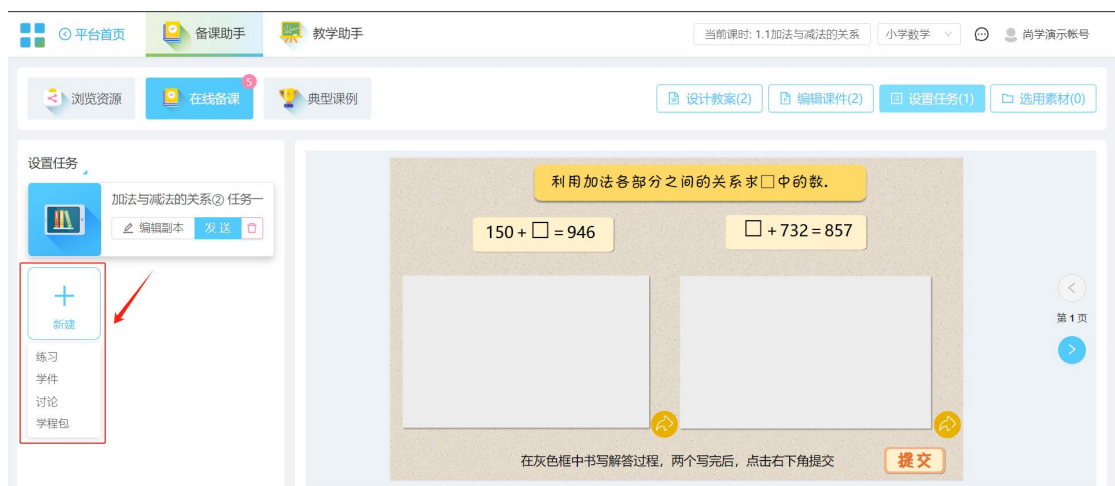 平台首页 备课助手 教学助手 当前课时: 1.1加法与减法的关系 小学数学 尚学演示帐号
浏览资源 在线备课 5 典型课例 设计教案(2) 编辑课件(2) 设置任务(1) 选用素材(0)
设置任务
加法与减法的关系② 任务一
编辑副本 发送
新建
练习
学件
讨论
学程包
利用加法各部分之间的关系求□中的数.
150 + □ = 946
□ + 732 = 857
在灰色框中书写解答过程，两个写完后，点击右下角提交
提交
第 1 页